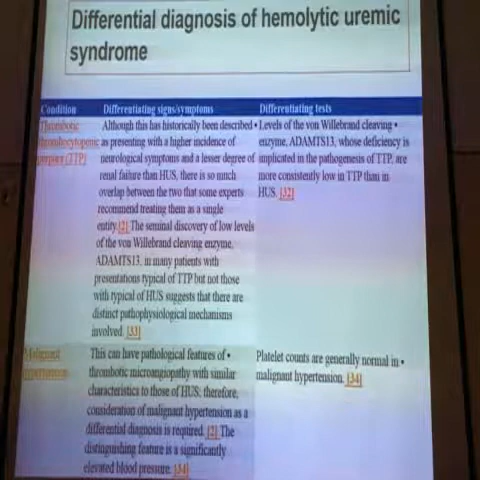 Differential diagnosis of hemolytic uremic
syndrome
Condition Differentiating signs/symptoms Differentiating tests
Thrombotic
thrombocytopenic
purpura (TTP)
Although this has historically been described •
as presenting with a higher incidence of
neurological symptoms and a lesser degree of
renal failure than HUS, there is so much
overlap between the two that some experts
recommend treating them as a single
entity.[2] The seminal discovery of low levels
of the von Willebrand cleaving enzyme,
ADAMTS13, in many patients with
presentations typical of TTP but not those
with typical of HUS suggests that there are
distinct pathophysiological mechanisms
involved. [33]
Levels of the von Willebrand cleaving •
enzyme, ADAMTS13, whose deficiency is
implicated in the pathogenesis of TTP, are
more consistently low in TTP than in
HUS. [32]
Malignant
hypertension
This can have pathological features of •
thrombotic microangiopathy with similar
characteristics to those of HUS; therefore,
consideration of malignant hypertension as a
differential diagnosis is required. [2] The
distinguishing feature is a significantly
elevated blood pressure. [34]
Platelet counts are generally normal in •
malignant hypertension. [34]